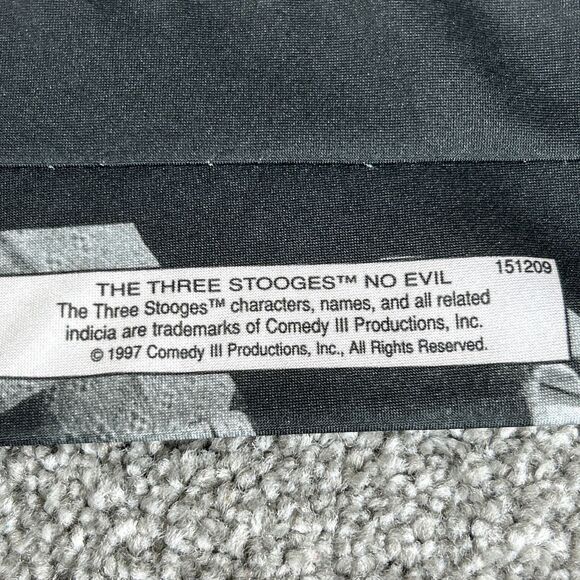 151209
THE THREE STOOGES™ NO EVIL
The Three Stooges™ characters, names, and all related
indicia are trademarks of Comedy III Productions, Inc.
© 1997 Comedy III Productions, Inc., All Rights Reserved.